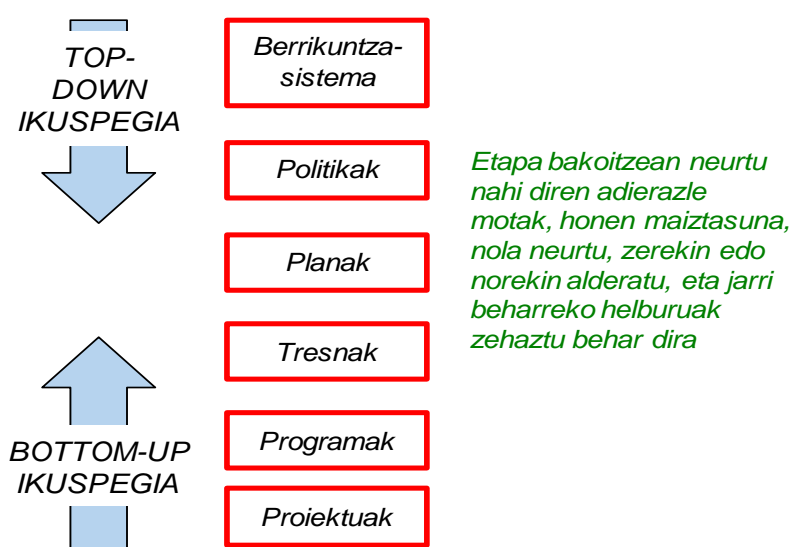 TOP-
DOWN
IKUSPEGIA
Berrikuntza-
sistema
Politikak
Planak
Tresnak
Programak
Proiektuak
Etapa bakoitzean neurtu
nahi diren adierazle
motak, honen maiztasuna,
nola neurtu, zerekin edo
norekin alderatu, eta jarri
beharreko helburuak
zehaztu behar dira
BOTTOM-UP
IKUSPEGIA